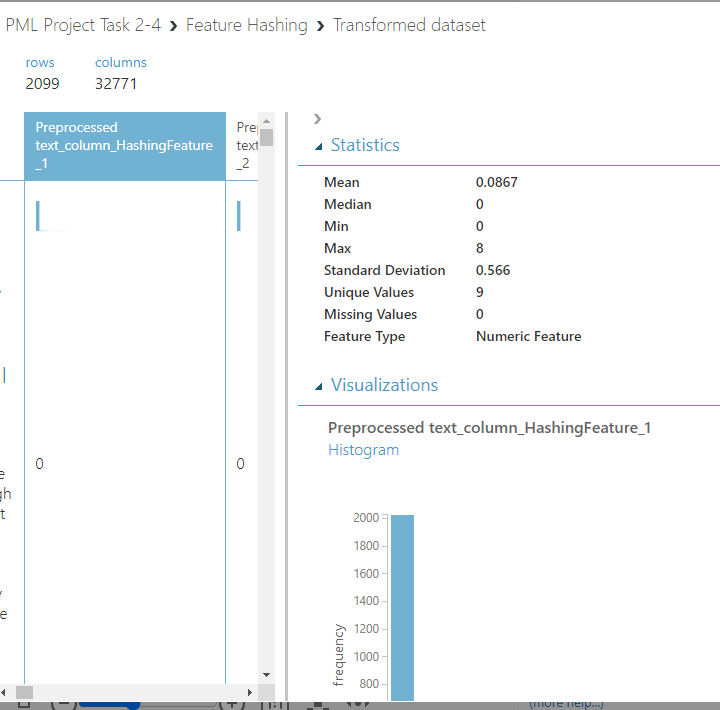 PML Project Task 2-4 › Feature Hashing › Transformed dataset
rows columns
2099 32771
Preprocessed
text_column_HashingFeature
_1
Pre
text
_2
0 0
gh
Statistics
Mean 0.0867
Median 0
Min 0
Max 8
Standard Deviation 0.566
Unique Values 9
Missing Values 0
Feature Type Numeric Feature
Visualizations
Preprocessed text_column_HashingFeature_1
Histogram
2000
1800
1600
1400
1200
1000
800
frequency
(more help...)